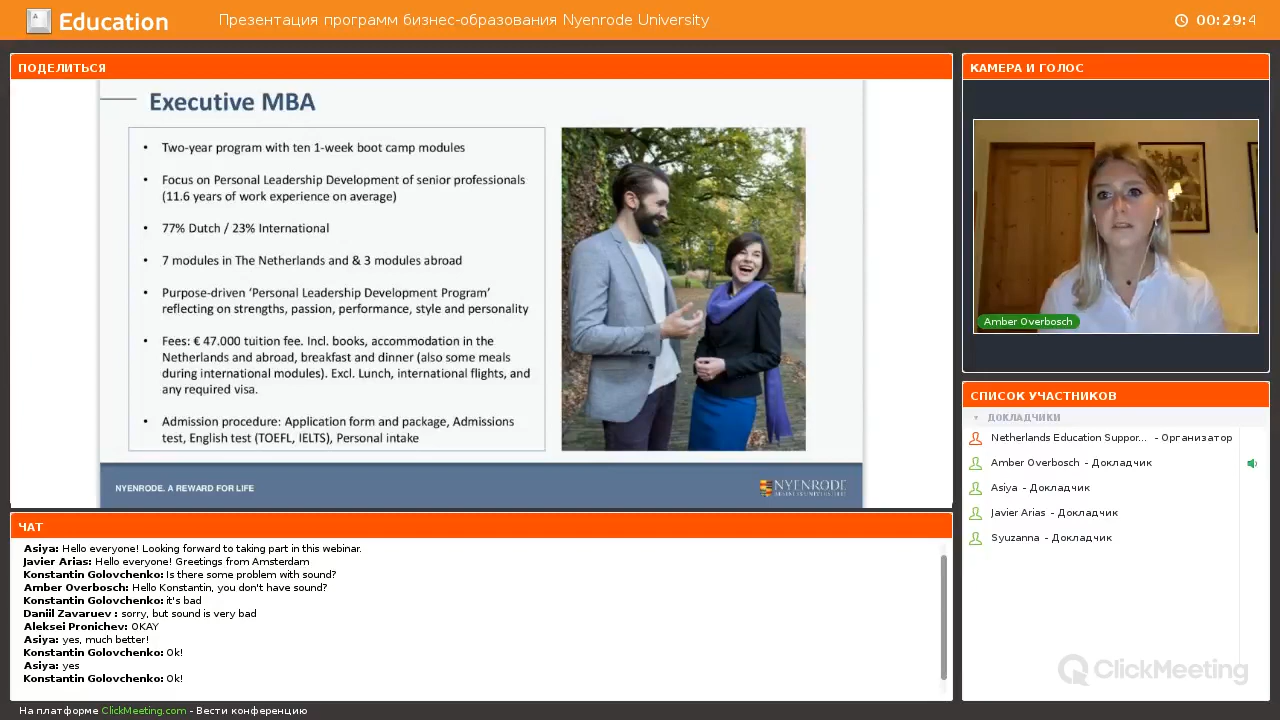 A
Education
Презентация программ бизнес-образования Nyenrode University
00:29:4
ПОДЕЛИТЬСЯ
Executive MBA
• Two-year program with ten 1-week boot camp modules
• Focus on Personal Leadership Development of senior professionals
(11.6 years of work experience on average)
• 77% Dutch / 23% International
• 7 modules in The Netherlands and & 3 modules abroad
• Purpose-driven ‘Personal Leadership Development Program’
reflecting on strengths, passion, performance, style and personality
• Fees: € 47.000 tuition fee. Incl. books, accommodation in the
Netherlands and abroad, breakfast and dinner (also some meals
during international modules). Excl. Lunch, international flights, and
any required visa.
• Admission procedure: Application form and package, Admissions
test, English test (TOEFL, IELTS), Personal intake
NYENRODE. A REWARD FOR LIFE
NYENRODE
КАМЕРА И ГОЛОС
Amber Overbosch
СПИСОК УЧАСТНИКОВ
ДОКЛАДЧИКИ
Netherlands Education Suppor... - Организатор
Amber Overbosch - Докладчик
Asiya - Докладчик
Javier Arias - Докладчик
Syuzanna - Докладчик
ClickMeeting
ЧАТ
Asiya: Hello everyone! Looking forward to taking part in this webinar.
Javier Arias: Hello everyone! Greetings from Amsterdam
Konstantin Golovchenko: Is there some problem with sound?
Amber Overbosch: Hello Konstantin, you don't have sound?
Konstantin Golovchenko: it's bad
Daniil Zavaruev : sorry, but sound is very bad
Aleksei Pronichev: OKAY
Asiya: yes, much better!
Konstantin Golovchenko: Ok!
Asiya: yes
Konstantin Golovchenko: Ok!
На платформе ClickMeeting.com - Вести конференцию